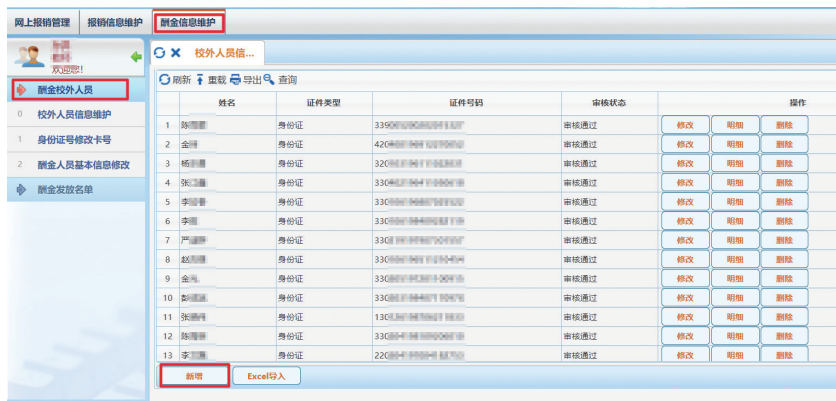 网上报销管理 报销信息维护 酬金信息维护
欢迎您!
校外人员信...
酬金校外人员
刷新 重载 导出 查询
0 校外人员信息维护
1 身份证号修改卡号
2 酬金人员基本信息修改
酬金发放名单
姓名 证件类型 证件号码 审核状态 操作
1 陈 身份证 339 审核通过 修改 明细 删除
2 金 身份证 420 审核通过 修改 明细 删除
3 杨 身份证 320 审核通过 修改 明细 删除
4 张 身份证 330 审核通过 修改 明细 删除
5 李 身份证 330 审核通过 修改 明细 删除
6 李 身份证 330 审核通过 修改 明细 删除
7 严 身份证 330 审核通过 修改 明细 删除
8 赵 身份证 330 审核通过 修改 明细 删除
9 金 身份证 330 审核通过 修改 明细 删除
10 彭 身份证 330 审核通过 修改 明细 删除
11 张 身份证 130 审核通过 修改 明细 删除
12 陈 身份证 330 审核通过 修改 明细 删除
13 李 身份证 220 审核通过 修改 明细 删除
新增 Excel导入